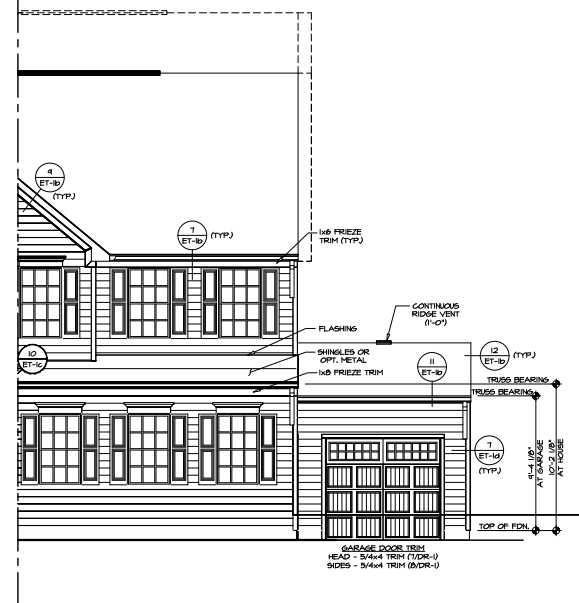 9
ET-1b
(TYP.)
7
ET-1b
(TYP.)
1x6 FRIEZE
TRIM (TYP.)
CONTINUOUS
RIDGE VENT
(1'-0")
FLASHING
10
ET-1c
SHINGLES OR
OPT. METAL
1x8 FRIEZE TRIM
11
ET-1b
12
ET-1b
(TYP.)
TRUSS BEARING
TRUSS BEARING
7
ET-1d
(TYP.)
9'-4 1/8"
AT GARAGE
10'-2 1/8"
AT HOUSE
TOP OF FDN.
GARAGE DOOR TRIM
HEAD - 5/4x4 TRIM (7/DR-1)
SIDES - 5/4x4 TRIM (8/DR-1)